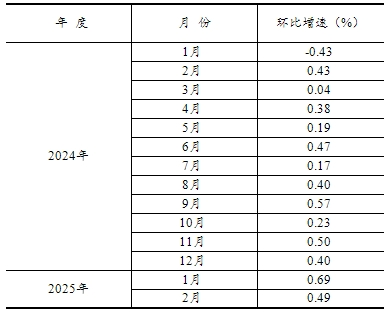 年 度 月 份 环比增速（%）
2024年 1月 -0.43
2月 0.43
3月 0.04
4月 0.38
5月 0.19
6月 0.47
7月 0.17
8月 0.40
9月 0.57
10月 0.23
11月 0.50
12月 0.40
2025年 1月 0.69
2月 0.49